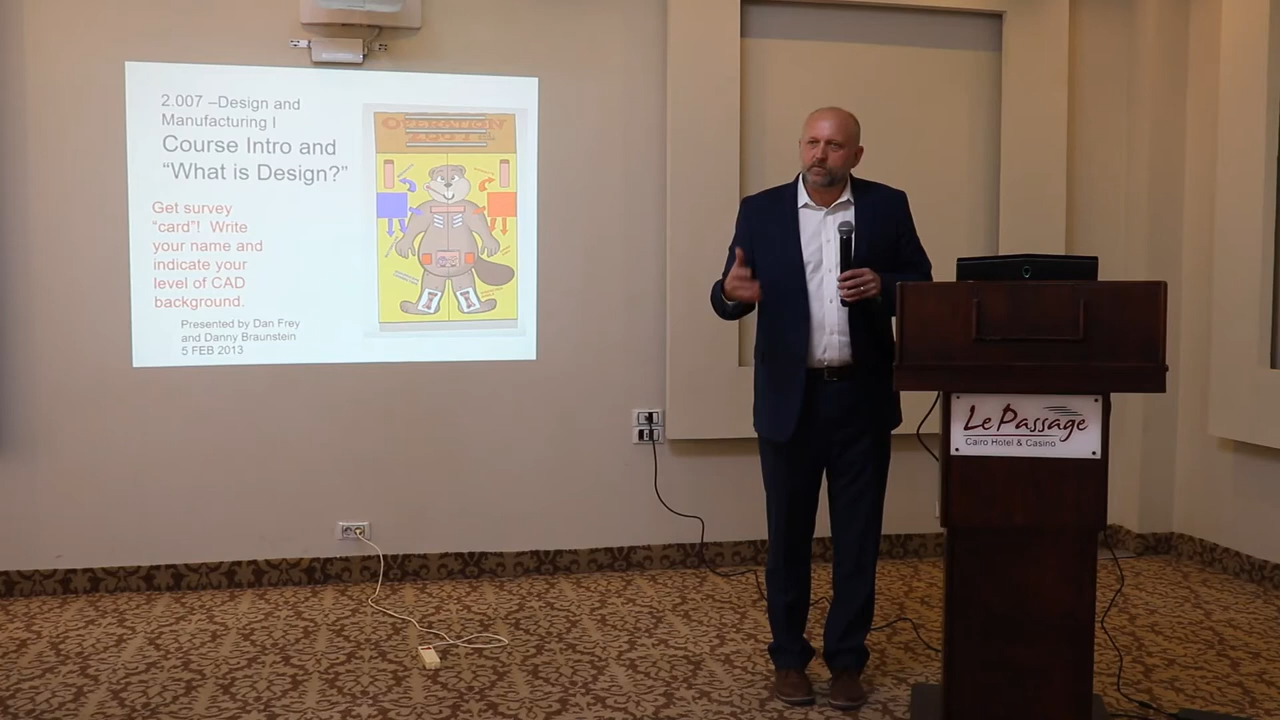 2.007 –Design and
Manufacturing I
Course Intro and
“What is Design?”
Get survey
“card”! Write
your name and
indicate your
level of CAD
background.
Presented by Dan Frey
and Danny Braunstein
5 FEB 2013
OPERATION
Le Passage
Cairo Hotel & Casino